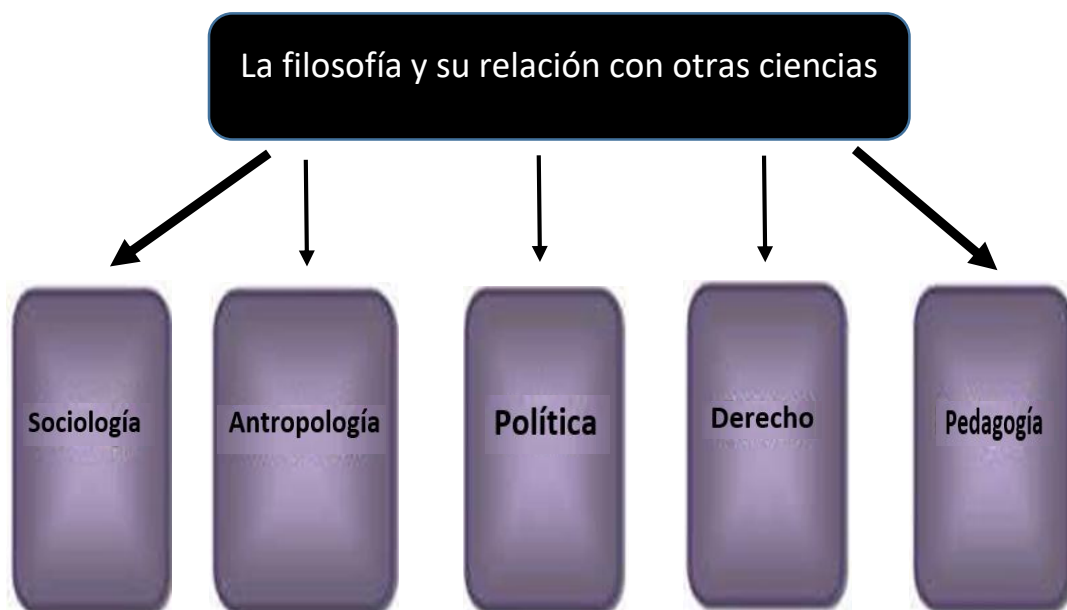 La filosofía y su relación con otras ciencias
Sociología
Antropología
Política
Derecho
Pedagogía